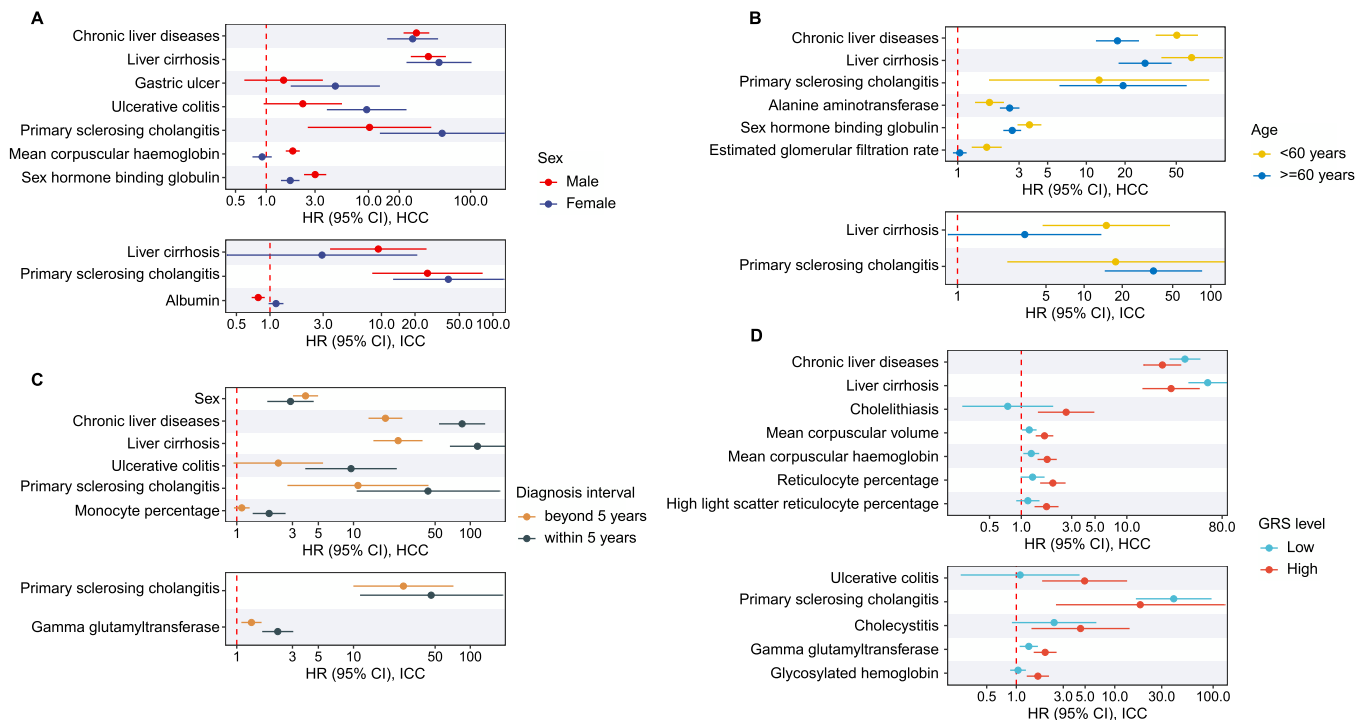 A
Chronic liver diseases
Liver cirrhosis
Gastric ulcer
Ulcerative colitis
Primary sclerosing cholangitis
Mean corpuscular haemoglobin
Sex hormone binding globulin
0.5 1.0 3.0 10.0 20.0 100.0
HR (95% CI), HCC
Liver cirrhosis
Primary sclerosing cholangitis
Albumin
0.5 1.0 3.0 10.0 20.0 50.0 100.0
HR (95% CI), ICC
Sex
Male
Female
B
Chronic liver diseases
Liver cirrhosis
Primary sclerosing cholangitis
Alanine aminotransferase
Sex hormone binding globulin
Estimated glomerular filtration rate
1 3 5 10 20 50
HR (95% CI), HCC
Liver cirrhosis
Primary sclerosing cholangitis
1 5 10 20 50 100
HR (95% CI), ICC
Age
<60 years
>=60 years
C
Sex
Chronic liver diseases
Liver cirrhosis
Ulcerative colitis
Primary sclerosing cholangitis
Monocyte percentage
1 3 5 10 50 100
HR (95% CI), HCC
Primary sclerosing cholangitis
Gamma glutamyltransferase
1 3 5 10 50 100
HR (95% CI), ICC
Diagnosis interval
beyond 5 years
within 5 years
D
Chronic liver diseases
Liver cirrhosis
Cholelithiasis
Mean corpuscular volume
Mean corpuscular haemoglobin
Reticulocyte percentage
High light scatter reticulocyte percentage
0.5 1.0 3.0 5.0 10.0 80.0
HR (95% CI), HCC
Ulcerative colitis
Primary sclerosing cholangitis
Cholecystitis
Gamma glutamyltransferase
Glycosylated hemoglobin
0.5 1.0 3.0 5.0 10.0 30.0 100.0
HR (95% CI), ICC
GRS level
Low
High